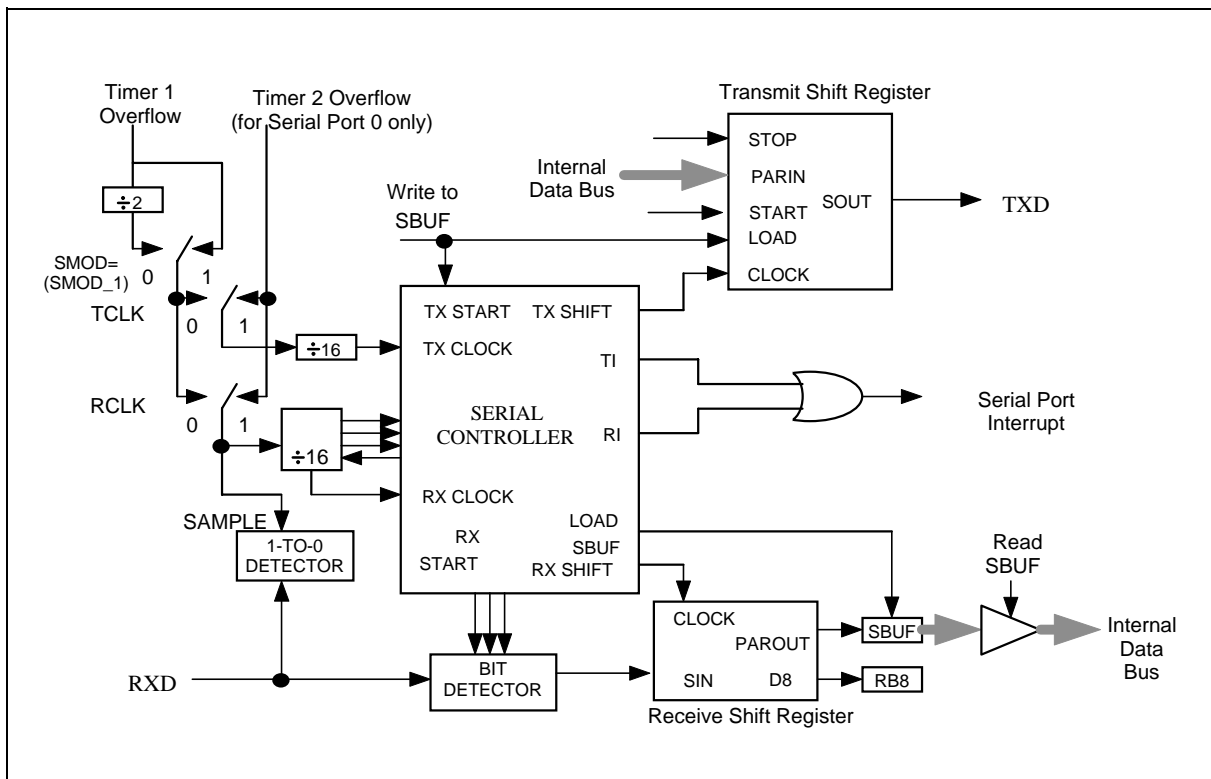 Timer 1
Overflow
Timer 2 Overflow
(for Serial Port 0 only)
÷2
SMOD=
(SMOD_1)
0
1
TCLK
0
1
÷16
RCLK
0
1
÷16
SAMPLE
1-TO-0
DETECTOR
RXD
Write to
SBUF
TX START
TX SHIFT
TX CLOCK
TI
SERIAL
CONTROLLER
RI
RX CLOCK
LOAD
SBUF
RX
START
RX SHIFT
BIT
DETECTOR
Transmit Shift Register
Internal
Data Bus
STOP
PARIN
START
SOUT
LOAD
CLOCK
TXD
Serial Port
Interrupt
CLOCK
PAROUT
SIN
D8
Receive Shift Register
SBUF
RB8
Read
SBUF
Internal
Data
Bus